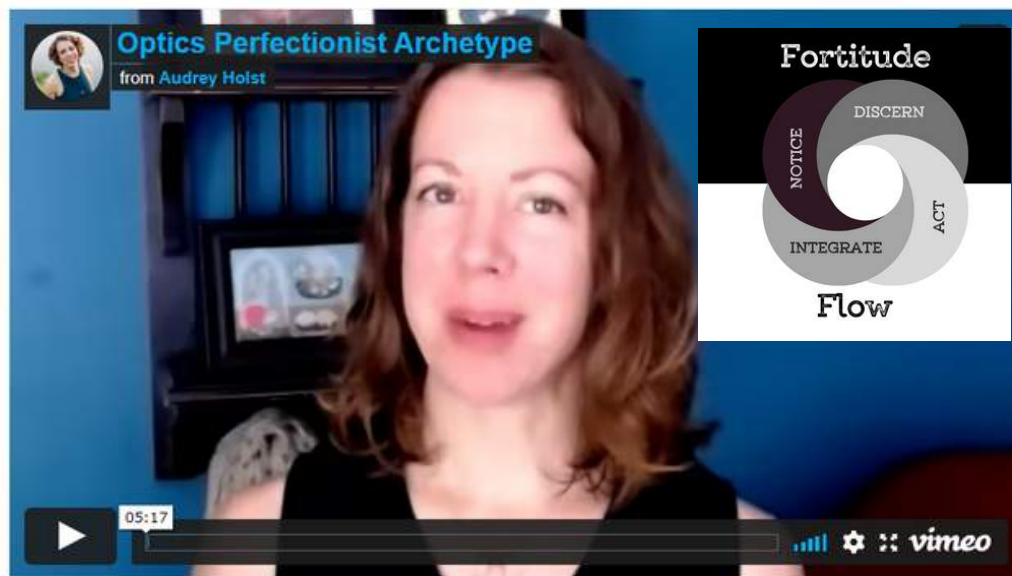 Optics Perfectionist Archetype
from Audrey Holst
Fortitude
NOTICE
DISCERN
ACT
INTEGRATE
Flow
05:17
vimeo